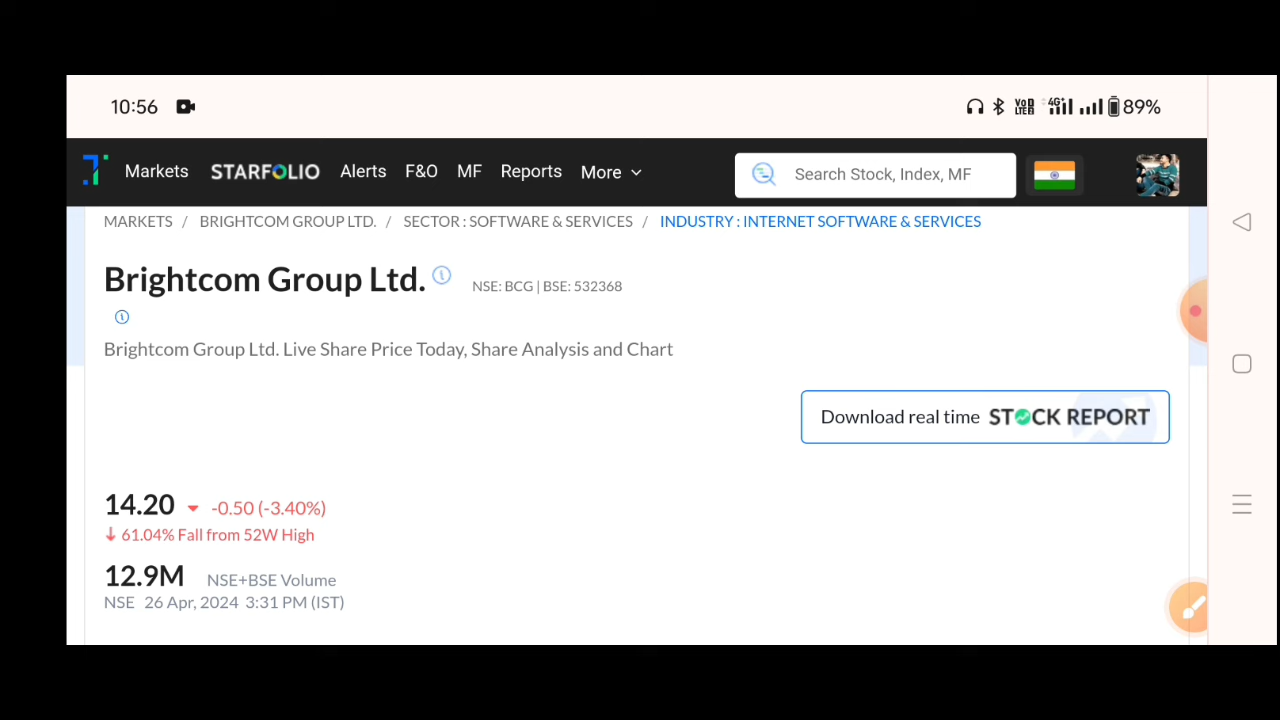 10:56 VoD LTE2 4G+ 89%
Markets STARFOLIO Alerts F&O MF Reports More Search Stock, Index, MF
MARKETS / BRIGHTCOM GROUP LTD. / SECTOR : SOFTWARE & SERVICES / INDUSTRY : INTERNET SOFTWARE & SERVICES
Brightcom Group Ltd. NSE: BCG | BSE: 532368
Brightcom Group Ltd. Live Share Price Today, Share Analysis and Chart
Download real time STOCK REPORT
14.20 -0.50 (-3.40%)
61.04% Fall from 52W High
12.9M NSE+BSE Volume
NSE 26 Apr, 2024 3:31 PM (IST)